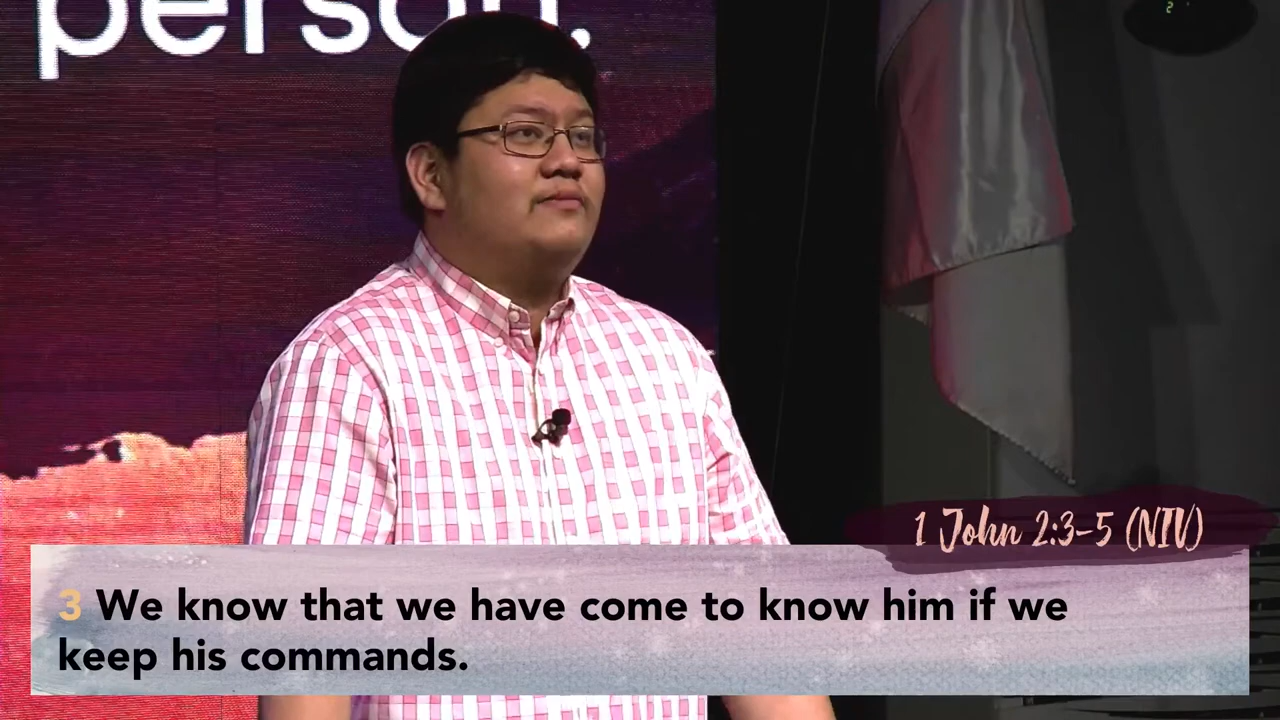 person.
1 John 2:3-5 (NIV)
3 We know that we have come to know him if we
keep his commands.